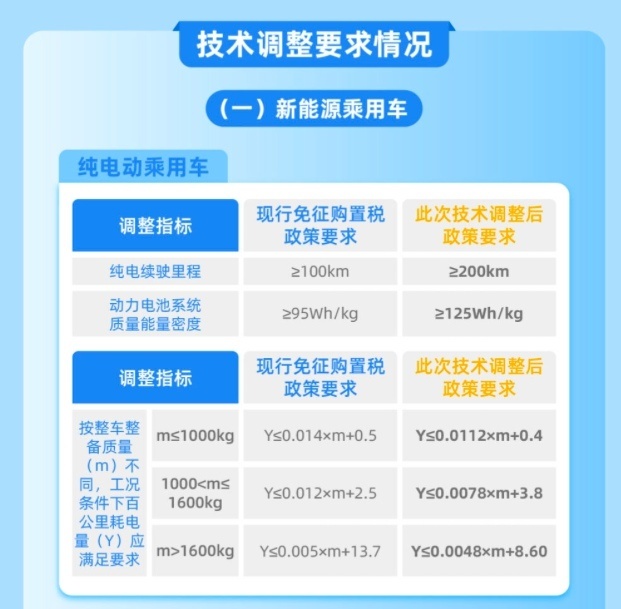 技术调整要求情况
（一）新能源乘用车
纯电动乘用车
调整指标
现行免征购置税
政策要求
此次技术调整后
政策要求
纯电续驶里程
≥100km
≥200km
动力电池系统
质量能量密度
≥95Wh/kg
≥125Wh/kg
调整指标
现行免征购置税
政策要求
此次技术调整后
政策要求
按整车整
备质量
（m）不
同，工况
条件下百
公里耗电
量（Y）应
满足要求
m≤1000kg
Y≤0.014×m+0.5
Y≤0.0112×m+0.4
1000<m≤
1600kg
Y≤0.012×m+2.5
Y≤0.0078×m+3.8
m>1600kg
Y≤0.005×m+13.7
Y≤0.0048×m+8.60